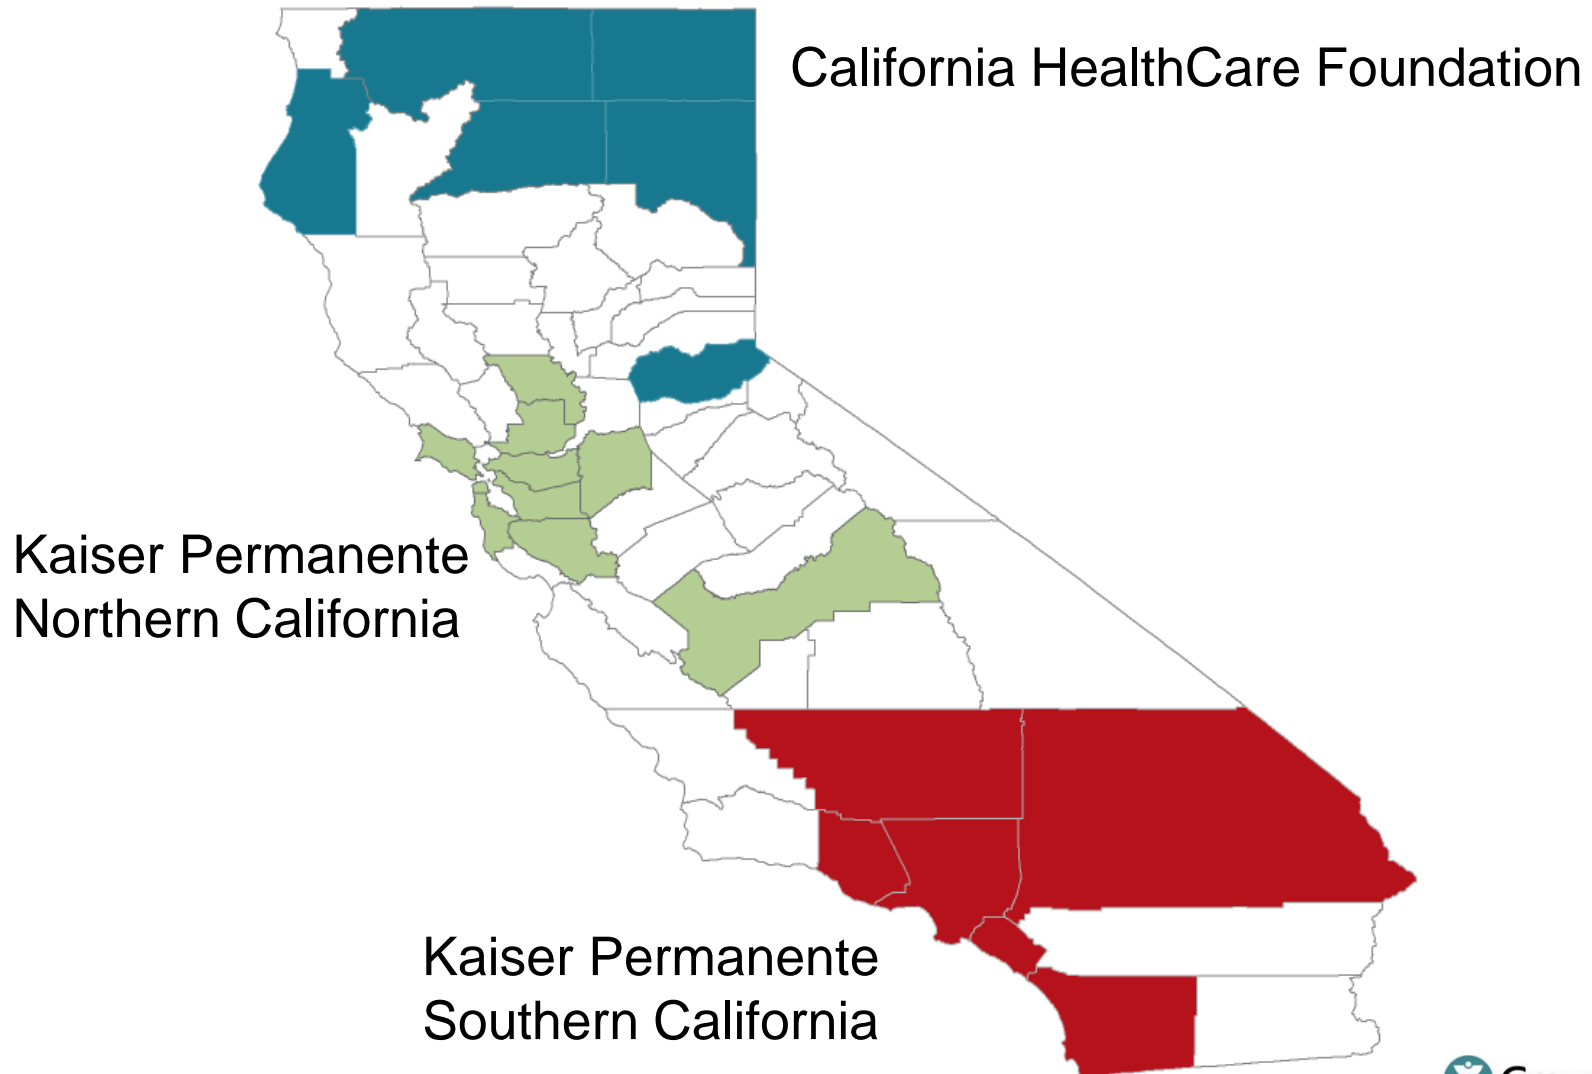 California HealthCare Foundation
Kaiser Permanente
Northern California
Kaiser Permanente
Southern California